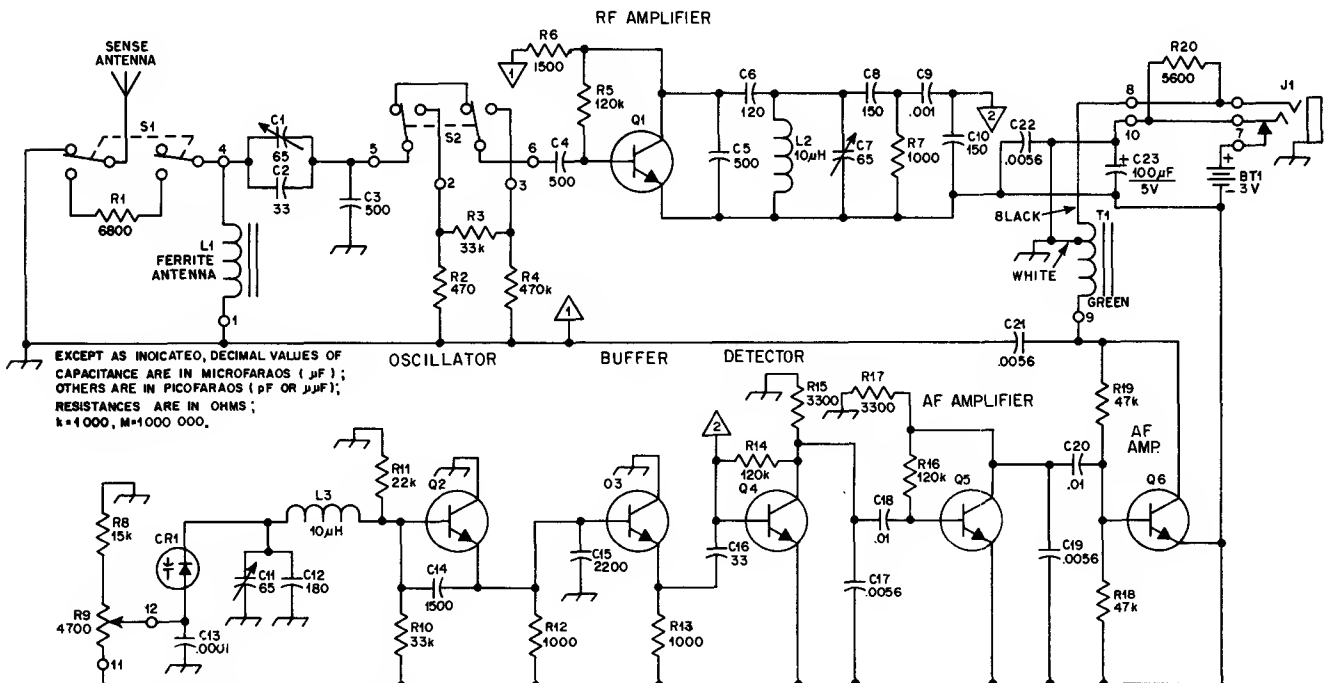 RF AMPLIFIER
SENSE
ANTENNA
S1
R1
6800
4
C1
65
C2
33
L1
FERRITE
ANTENNA
1
C3
500
5
S2
2
3
6
R3
33k
R2
470
R4
470k
C4
500
1
R6
1500
R5
120k
Q1
C5
500
C6
120
L2
10µH
C7
65
C8
150
R7
1000
C9
.001
C10
150
2
C22
.0056
R20
5600
8
10
7
J1
+
C23
100µF
5V
+
BT1
3V
-
BLACK
T1
WHITE
GREEN
9
1
C21
.0056
EXCEPT AS INOICATED, DECIMAL VALUES OF
CAPACITANCE ARE IN MICROFARAOS ( µF ) ;
OTHERS ARE IN PICOFARAOS ( pF OR µµF);
RESISTANCES ARE IN OHMS ;
k=1000, M=1000 000.
OSCILLATOR
BUFFER
DETECTOR
AF AMPLIFIER
AF
AMP.
R8
15k
R9
4700
12
11
CR1
C13
.0001
C11
65
C12
180
L3
10µH
R11
22k
Q2
C14
1500
R10
33k
R12
1000
C15
2200
O3
R13
1000
2
C16
33
R14
120k
Q4
R15
3300
C17
.0056
C18
.01
R17
3300
R16
120k
Q5
C19
.0056
C20
.01
R19
47k
R18
47k
Q6